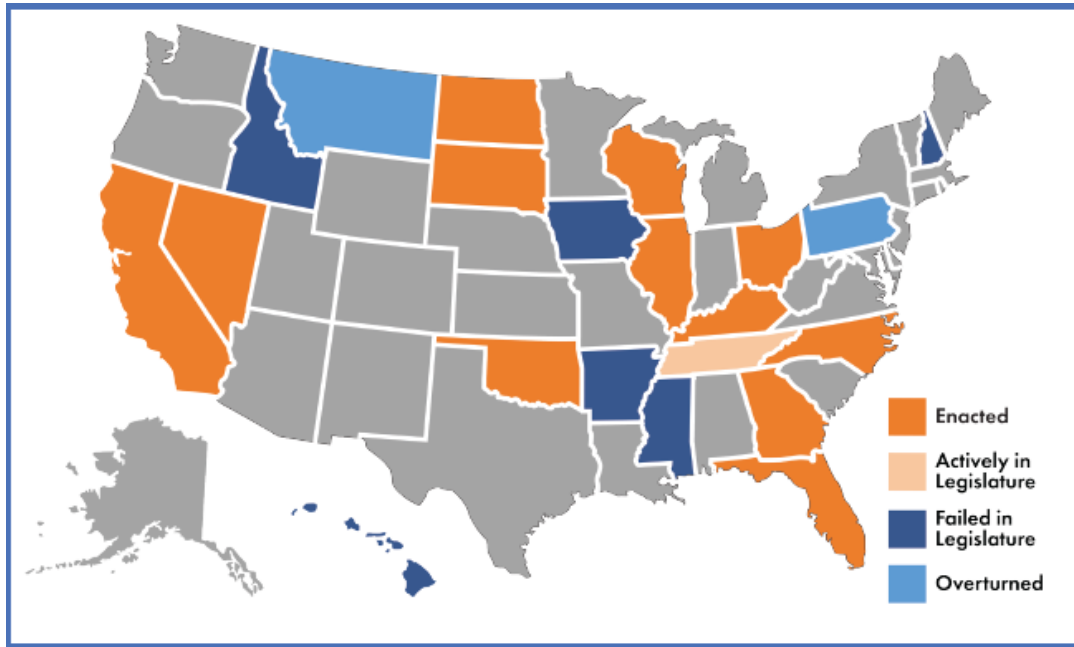 Enacted
Actively in
Legislature
Failed in
Legislature
Overturned